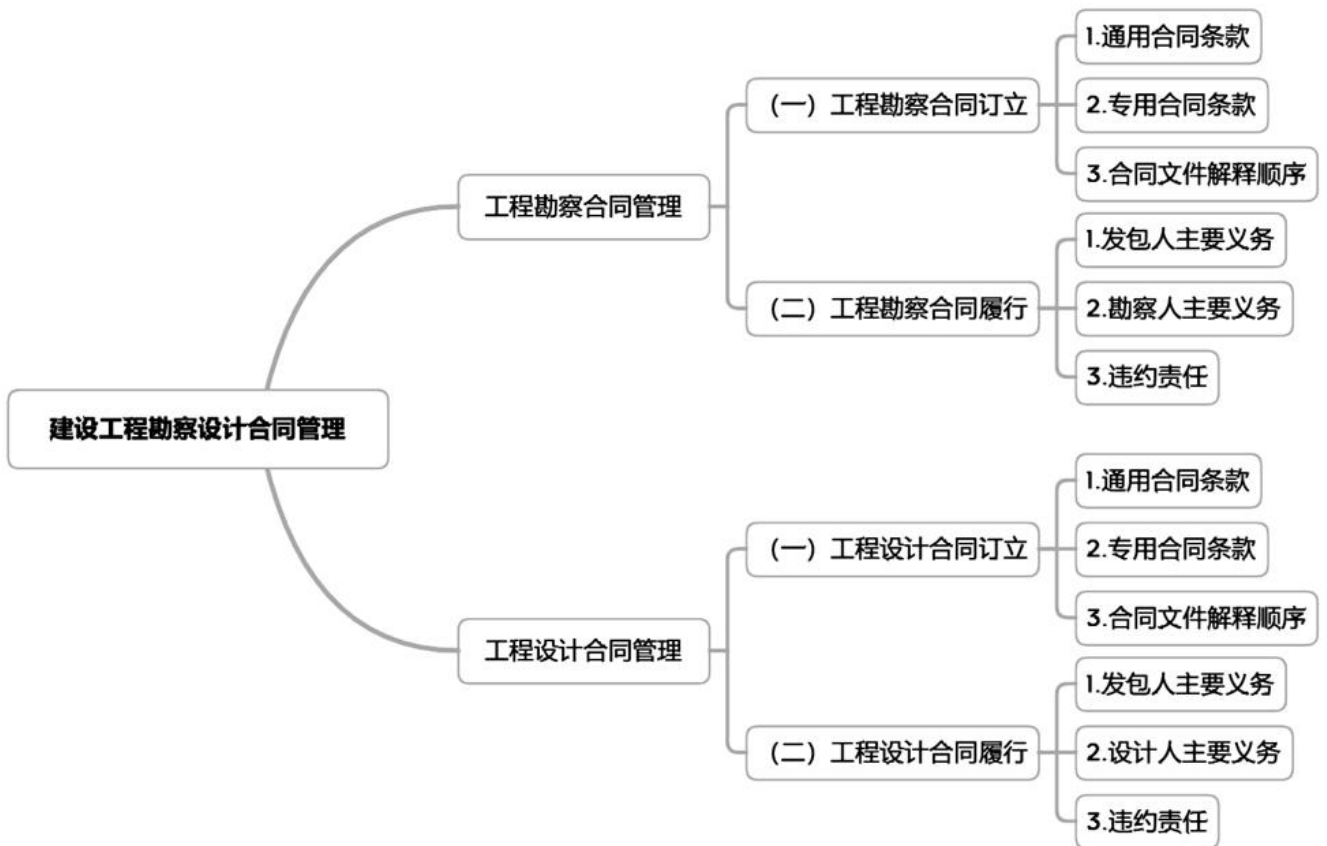 建设工程勘察设计合同管理
工程勘察合同管理
（一）工程勘察合同订立
1.通用合同条款
2.专用合同条款
3.合同文件解释顺序
（二）工程勘察合同履行
1.发包人主要义务
2.勘察人主要义务
3.违约责任
工程设计合同管理
（一）工程设计合同订立
1.通用合同条款
2.专用合同条款
3.合同文件解释顺序
（二）工程设计合同履行
1.发包人主要义务
2.设计人主要义务
3.违约责任